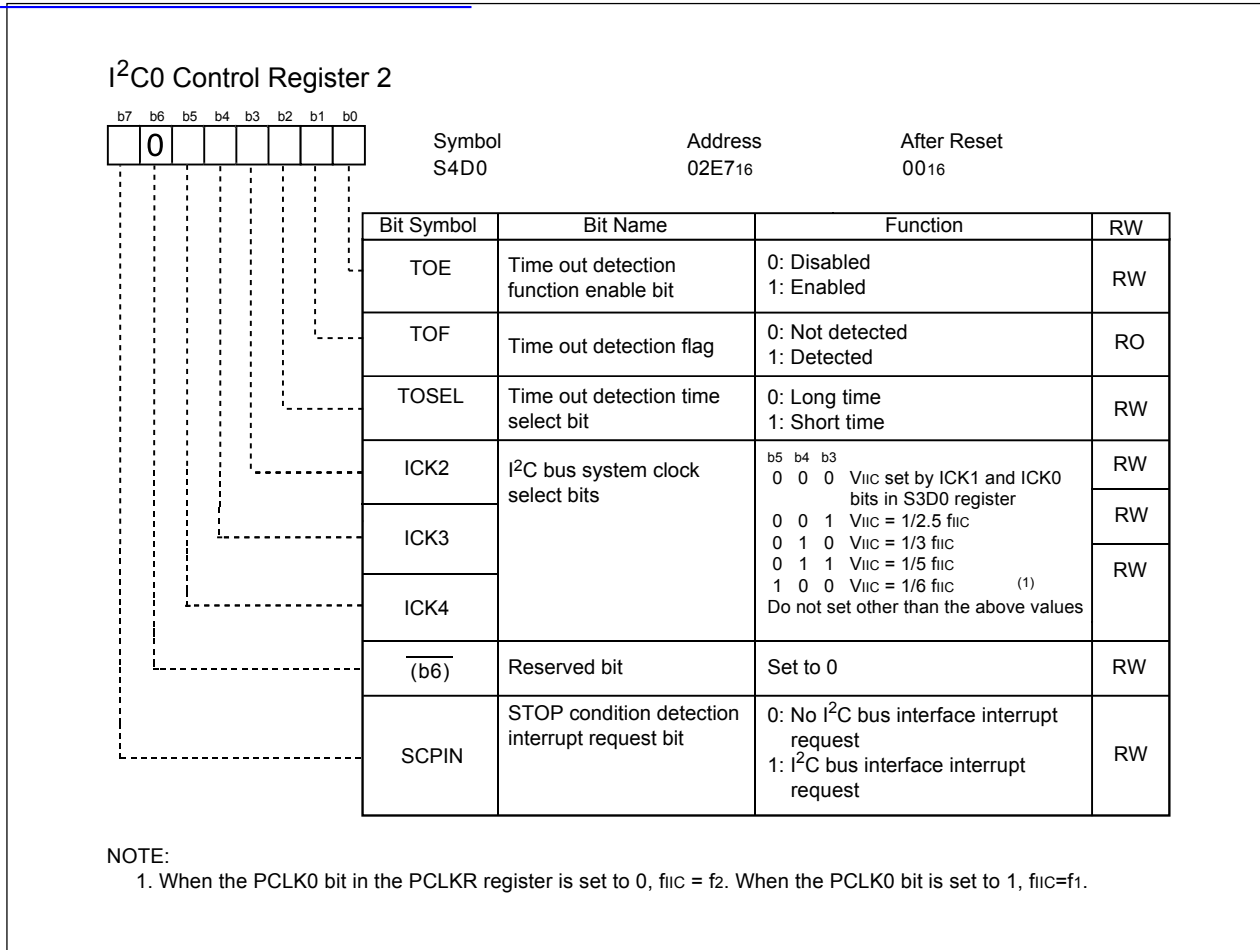 I2C0 Control Register 2
b7 b6 b5 b4 b3 b2 b1 b0
0
Symbol Address After Reset
S4D0 02E716 0016
Bit Symbol Bit Name Function RW
TOE Time out detection function enable bit 0: Disabled 1: Enabled RW
TOF Time out detection flag 0: Not detected 1: Detected RO
TOSEL Time out detection time select bit 0: Long time 1: Short time RW
ICK2 I2C bus system clock select bits RW
ICK3 RW
ICK4 RW
b5 b4 b3
0 0 0 VIIC set by ICK1 and ICK0
bits in S3D0 register
0 0 1 VIIC = 1/2.5 fIIC
0 1 0 VIIC = 1/3 fIIC
0 1 1 VIIC = 1/5 fIIC
1 0 0 VIIC = 1/6 fIIC (1)
Do not set other than the above values
(b6) Reserved bit Set to 0 RW
SCPIN STOP condition detection interrupt request bit 0: No I2C bus interface interrupt request 1: I2C bus interface interrupt request RW
NOTE:
1. When the PCLK0 bit in the PCLKR register is set to 0, fIIC = f2. When the PCLK0 bit is set to 1, fIIC=f1.